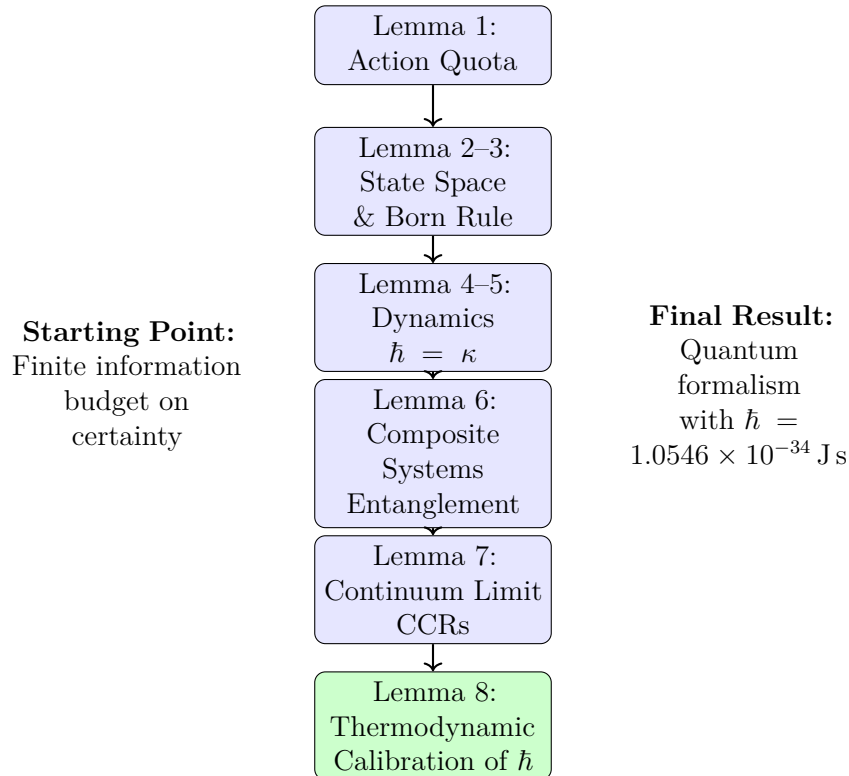 Lemma 1:
Action Quota
Lemma 2–3:
State Space
& Born Rule
Lemma 4–5:
Dynamics
ℏ = κ
Lemma 6:
Composite
Systems
Entanglement
Lemma 7:
Continuum Limit
CCRs
Lemma 8:
Thermodynamic
Calibration of ℏ
Starting Point:
Finite information
budget on
certainty
Final Result:
Quantum
formalism
with ℏ =
1.0546 × 10⁻³⁴ J s